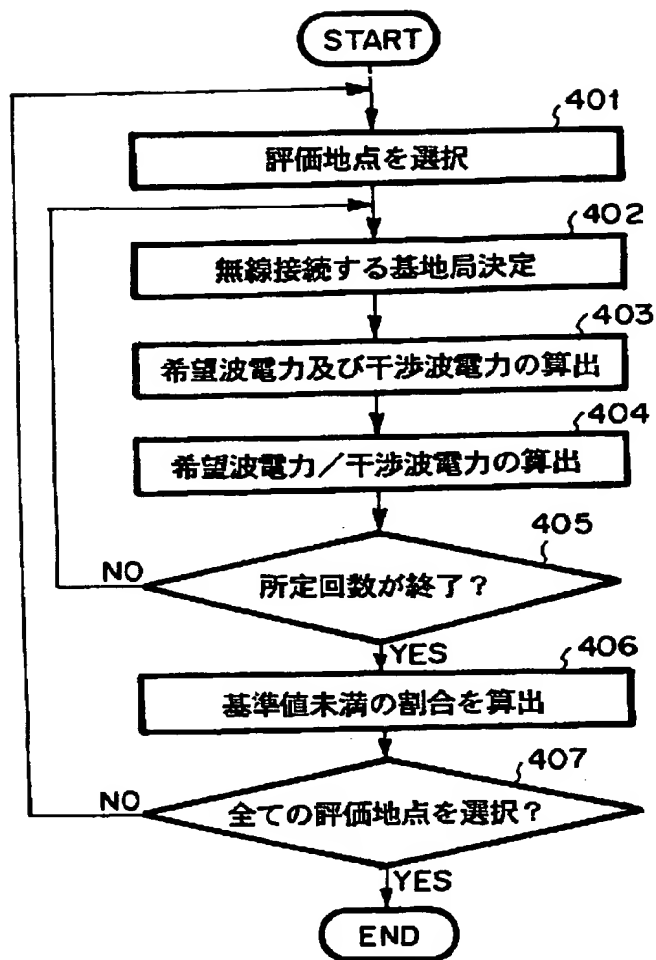 START
401
評価地点を選択
402
無線接続する基地局決定
403
希望波電力及び干渉波電力の算出
404
希望波電力／干渉波電力の算出
405
所定回数が終了？
NO
YES
406
基準値未満の割合を算出
407
全ての評価地点を選択？
NO
YES
END